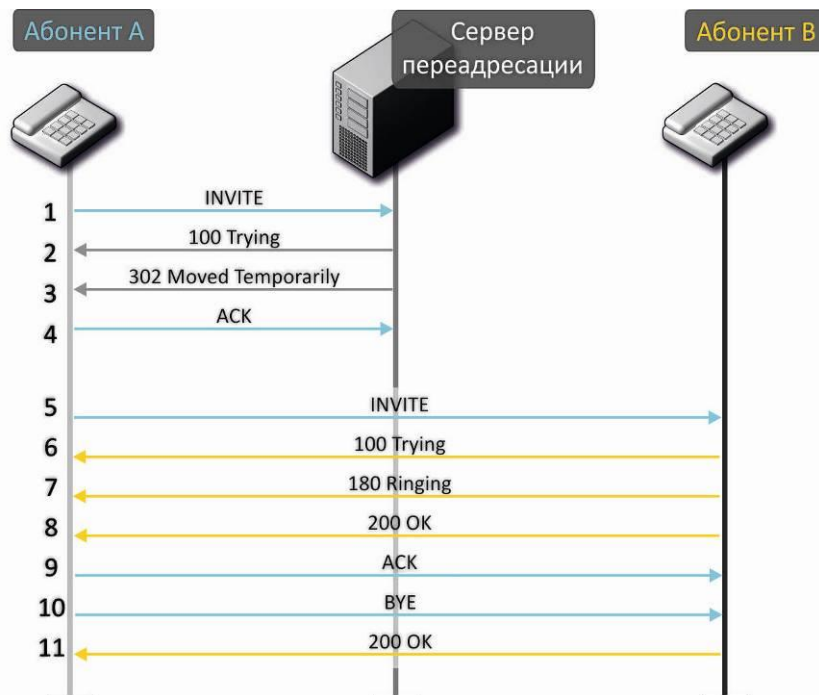 Абонент А
Сервер
переадресации
Абонент В
1
INVITE
2
100 Trying
3
302 Moved Temporarily
4
ACK
5
INVITE
6
100 Trying
7
180 Ringing
8
200 OK
9
ACK
10
BYE
11
200 OK